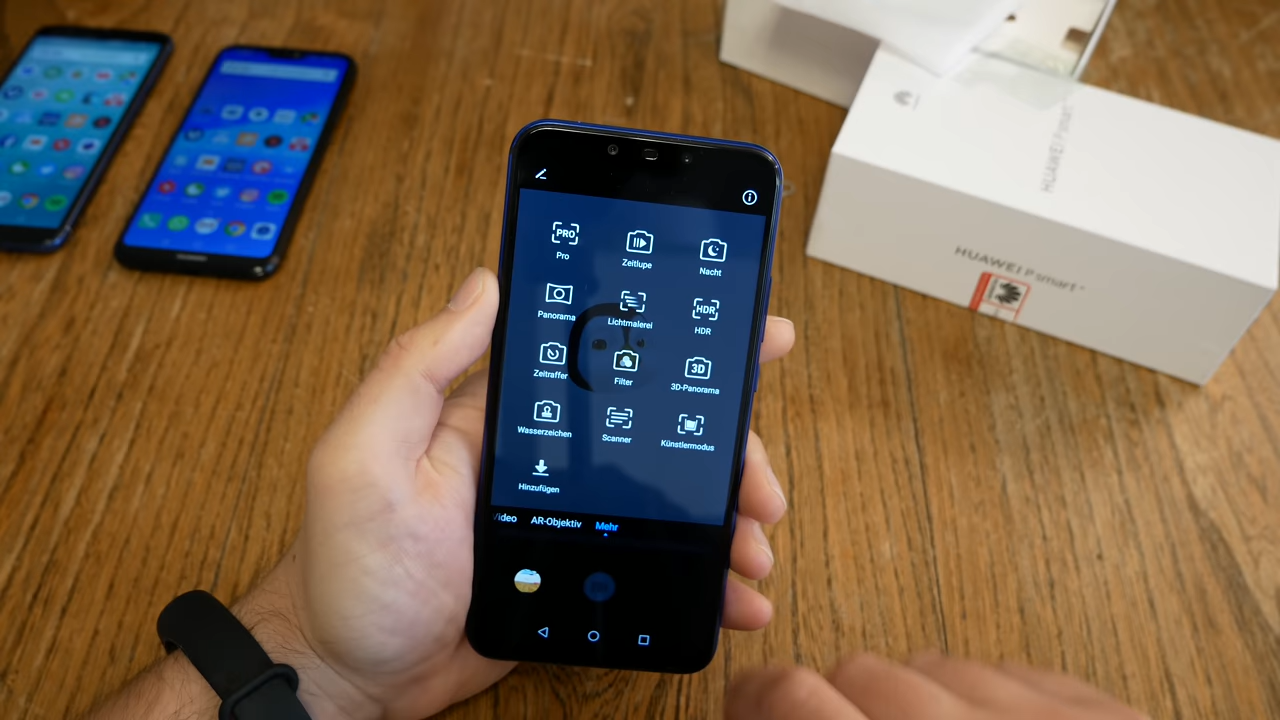 PRO
Pro
Zeitlupe
Nacht
Panorama
Lichtmalerei
HDR
HDR
Zeitraffer
Filter
3D
3D-Panorama
Wasserzeichen
Scanner
Künstlermodus
Hinzufügen
Video
AR-Objektiv
Mehr
HUAWEI P smart+
HUAWEI P smart+